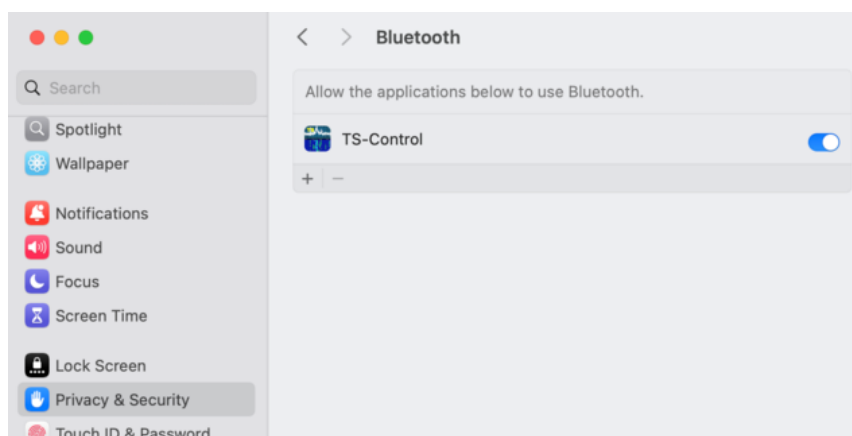 Bluetooth
Search
Allow the applications below to use Bluetooth.
Spotlight
TS-Control
Wallpaper
Notifications
Sound
Focus
Screen Time
Lock Screen
Privacy & Security
Touch ID & Password